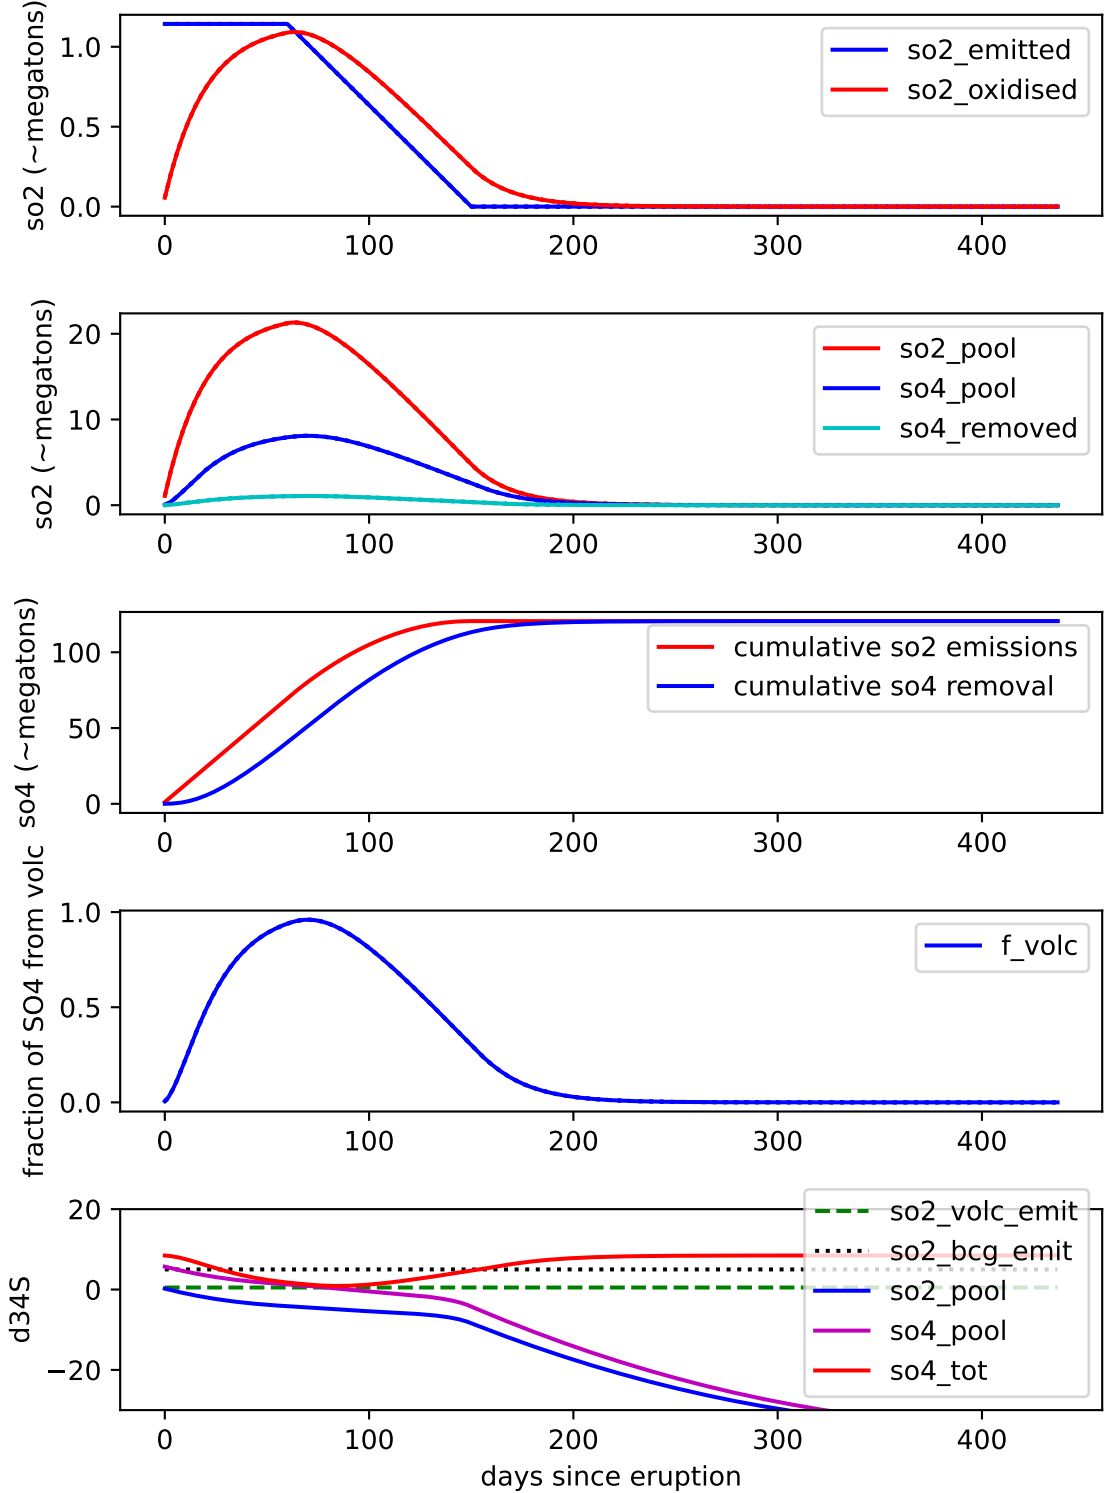 so2 (~megatons)
1.0
0.5
0.0
so2_emitted
so2_oxidised
0 100 200 300 400
so2 (~megatons)
20
10
0
so2_pool
so4_pool
so4_removed
0 100 200 300 400
so4 (~megatons)
100
50
0
cumulative so2 emissions
cumulative so4 removal
0 100 200 300 400
fraction of SO4 from volc
1.0
0.5
0.0
f_volc
0 100 200 300 400
d34S
20
0
−20
so2_volc_emit
so2_bcg_emit
so2_pool
so4_pool
so4_tot
0 100 200 300 400
days since eruption